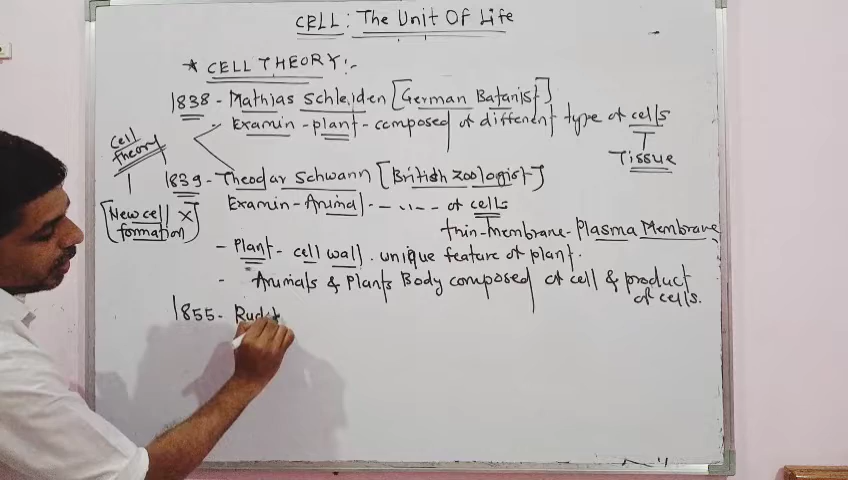 CELL: The Unit Of Life
* CELL THEORY:-
1838 - Mathias Schleiden [German Batanist]
- Examin - plant - composed of different type of cells
Tissue
Cell
Theory
1839 - Theodar Schwann [British Zoologist]
Examin - Animal - -..- - of cells
[New cell X
formation]
thin-membrane - Plasma Membrane
- Plant - cell wall. unique feature of plant.
- Animals & Plants Body composed of cell & product
of cells.
1855 -